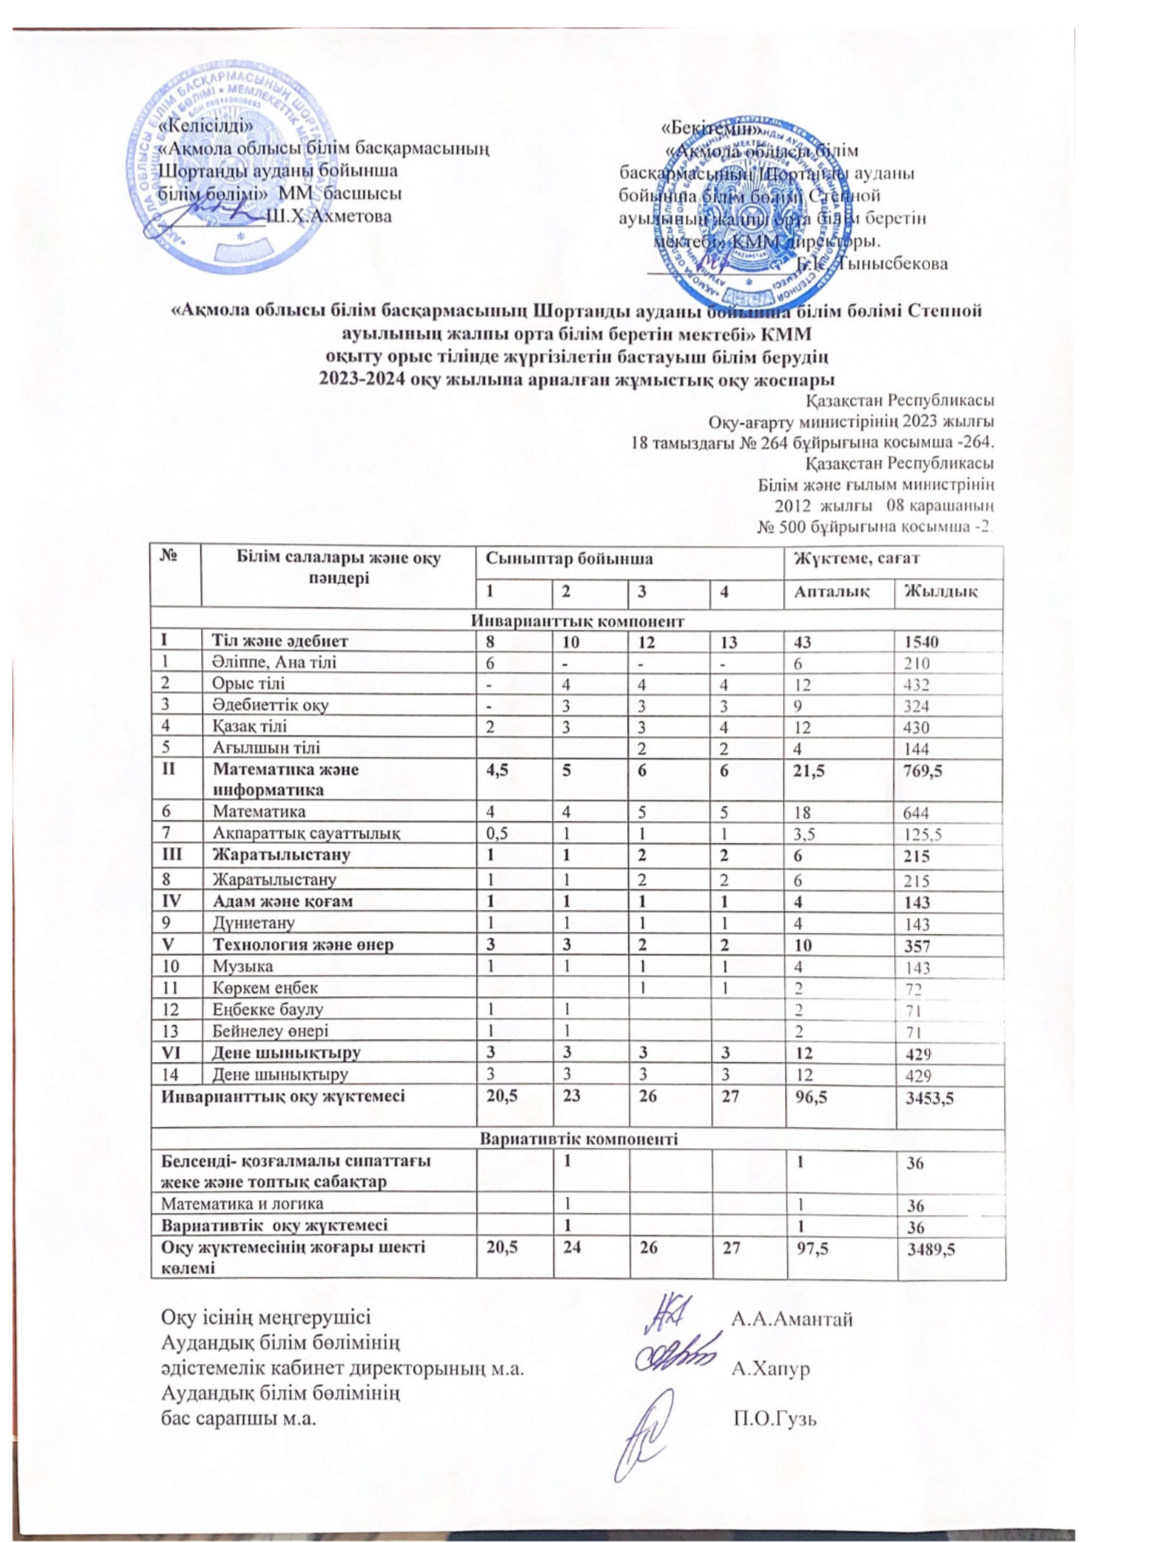 «Келісілді»
«Ақмола облысы білім басқармасының
Шортанды ауданы бойынша
білім бөлімі» ММ басшысы
Ш.Х.Ахметова
«Бекітемін»
«Ақмола облысы білім
басқармасының Шортанды ауданы
бойынша білім бөлімі Степной
ауылының жалпы орта білім беретін
мектебі» КММ директоры.
Б.К. Тынысбекова
«Ақмола облысы білім басқармасының Шортанды ауданы бойынша білім бөлімі Степной
ауылының жалпы орта білім беретін мектебі» КММ
оқыту орыс тілінде жүргізілетін бастауыш білім берудің
2023-2024 оқу жылына арналған жұмыстық оқу жоспары
Қазақстан Республикасы
Оқу-ағарту министірінің 2023 жылғы
18 тамыздағы № 264 бұйрығына қосымша -264.
Қазақстан Республикасы
Білім және ғылым министрінің
2012 жылғы 08 қарашаның
№ 500 бұйрығына қосымша -2
№ Білім салалары және оқу Сыныптар бойынша Жүктеме, сағат
пәндері
1 2 3 4 Апталық Жылдық
Инварианттық компонент
I Тіл және әдебиет 8 10 12 13 43 1540
1 Әліппе, Ана тілі 6 - - - 6 210
2 Орыс тілі - 4 4 4 12 432
3 Әдебиеттік оқу - 3 3 3 9 324
4 Қазақ тілі 2 3 3 4 12 430
5 Ағылшын тілі 2 2 4 144
II Математика және 4,5 5 6 6 21,5 769,5
информатика
6 Математика 4 4 5 5 18 644
7 Ақпараттық сауаттылық 0,5 1 1 1 3,5 125,5
III Жаратылыстану 1 1 2 2 6 215
8 Жаратылыстану 1 1 2 2 6 215
IV Адам және қоғам 1 1 1 1 4 143
9 Дүниетану 1 1 1 1 4 143
V Технология және өнер 3 3 2 2 10 357
10 Музыка 1 1 1 1 4 143
11 Көркем еңбек 1 1 2 72
12 Еңбекке баулу 1 1 2 71
13 Бейнелеу өнері 1 1 2 71
VI Дене шынықтыру 3 3 3 3 12 429
14 Дене шынықтыру 3 3 3 3 12 429
Инварианттық оқу жүктемесі 20,5 23 26 27 96,5 3453,5
Вариативтік компоненті
Белсенді- қозғалмалы сипаттағы 1 1 36
жеке және топтық сабақтар
Математика и логика 1 1 36
Вариативтік оқу жүктемесі 1 1 36
Оқу жүктемесінің жоғары шекті 20,5 24 26 27 97,5 3489,5
көлемі
Оқу ісінің меңгерушісі А.А.Амантай
Аудандық білім бөлімінің
әдістемелік кабинет директорының м.а. А.Хапур
Аудандық білім бөлімінің
бас сарапшы м.а. П.О.Гузь